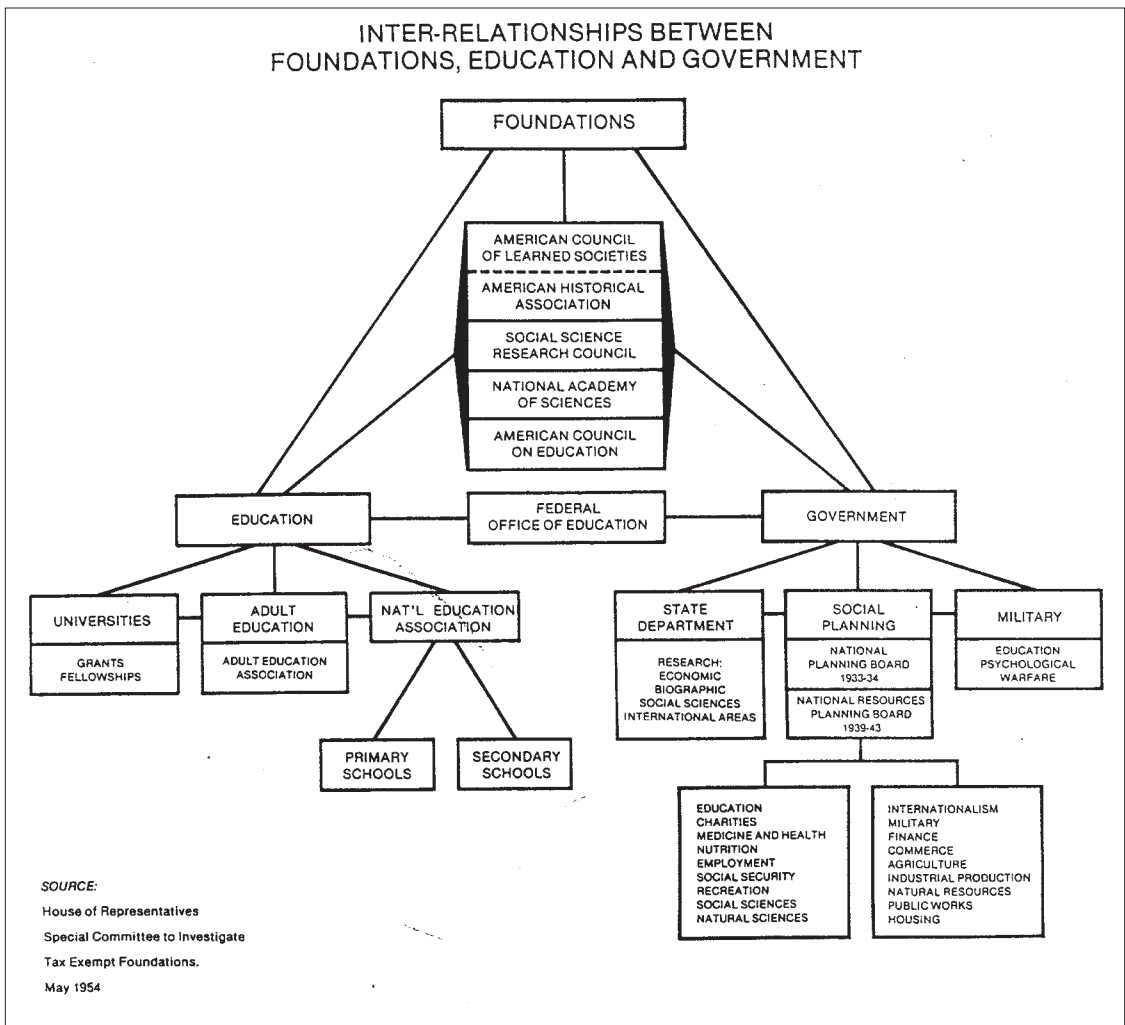 INTER-RELATIONSHIPS BETWEEN
FOUNDATIONS, EDUCATION AND GOVERNMENT
FOUNDATIONS
AMERICAN COUNCIL
OF LEARNED SOCIETIES
AMERICAN HISTORICAL
ASSOCIATION
SOCIAL SCIENCE
RESEARCH COUNCIL
NATIONAL ACADEMY
OF SCIENCES
AMERICAN COUNCIL
ON EDUCATION
EDUCATION
FEDERAL
OFFICE OF EDUCATION
GOVERNMENT
UNIVERSITIES
GRANTS
FELLOWSHIPS
ADULT
EDUCATION
ADULT EDUCATION
ASSOCIATION
NAT'L EDUCATION
ASSOCIATION
PRIMARY
SCHOOLS
SECONDARY
SCHOOLS
STATE
DEPARTMENT
RESEARCH:
ECONOMIC
BIOGRAPHIC
SOCIAL SCIENCES
INTERNATIONAL AREAS
SOCIAL
PLANNING
NATIONAL
PLANNING BOARD
1933-34
NATIONAL RESOURCES
PLANNING BOARD
1939-43
MILITARY
EDUCATION
PSYCHOLOGICAL
WARFARE
EDUCATION
CHARITIES
MEDICINE AND HEALTH
NUTRITION
EMPLOYMENT
SOCIAL SECURITY
RECREATION
SOCIAL SCIENCES
NATURAL SCIENCES
INTERNATIONALISM
MILITARY
FINANCE
COMMERCE
AGRICULTURE
INDUSTRIAL PRODUCTION
NATURAL RESOURCES
PUBLIC WORKS
HOUSING
SOURCE:
House of Representatives
Special Committee to Investigate
Tax Exempt Foundations.
May 1954